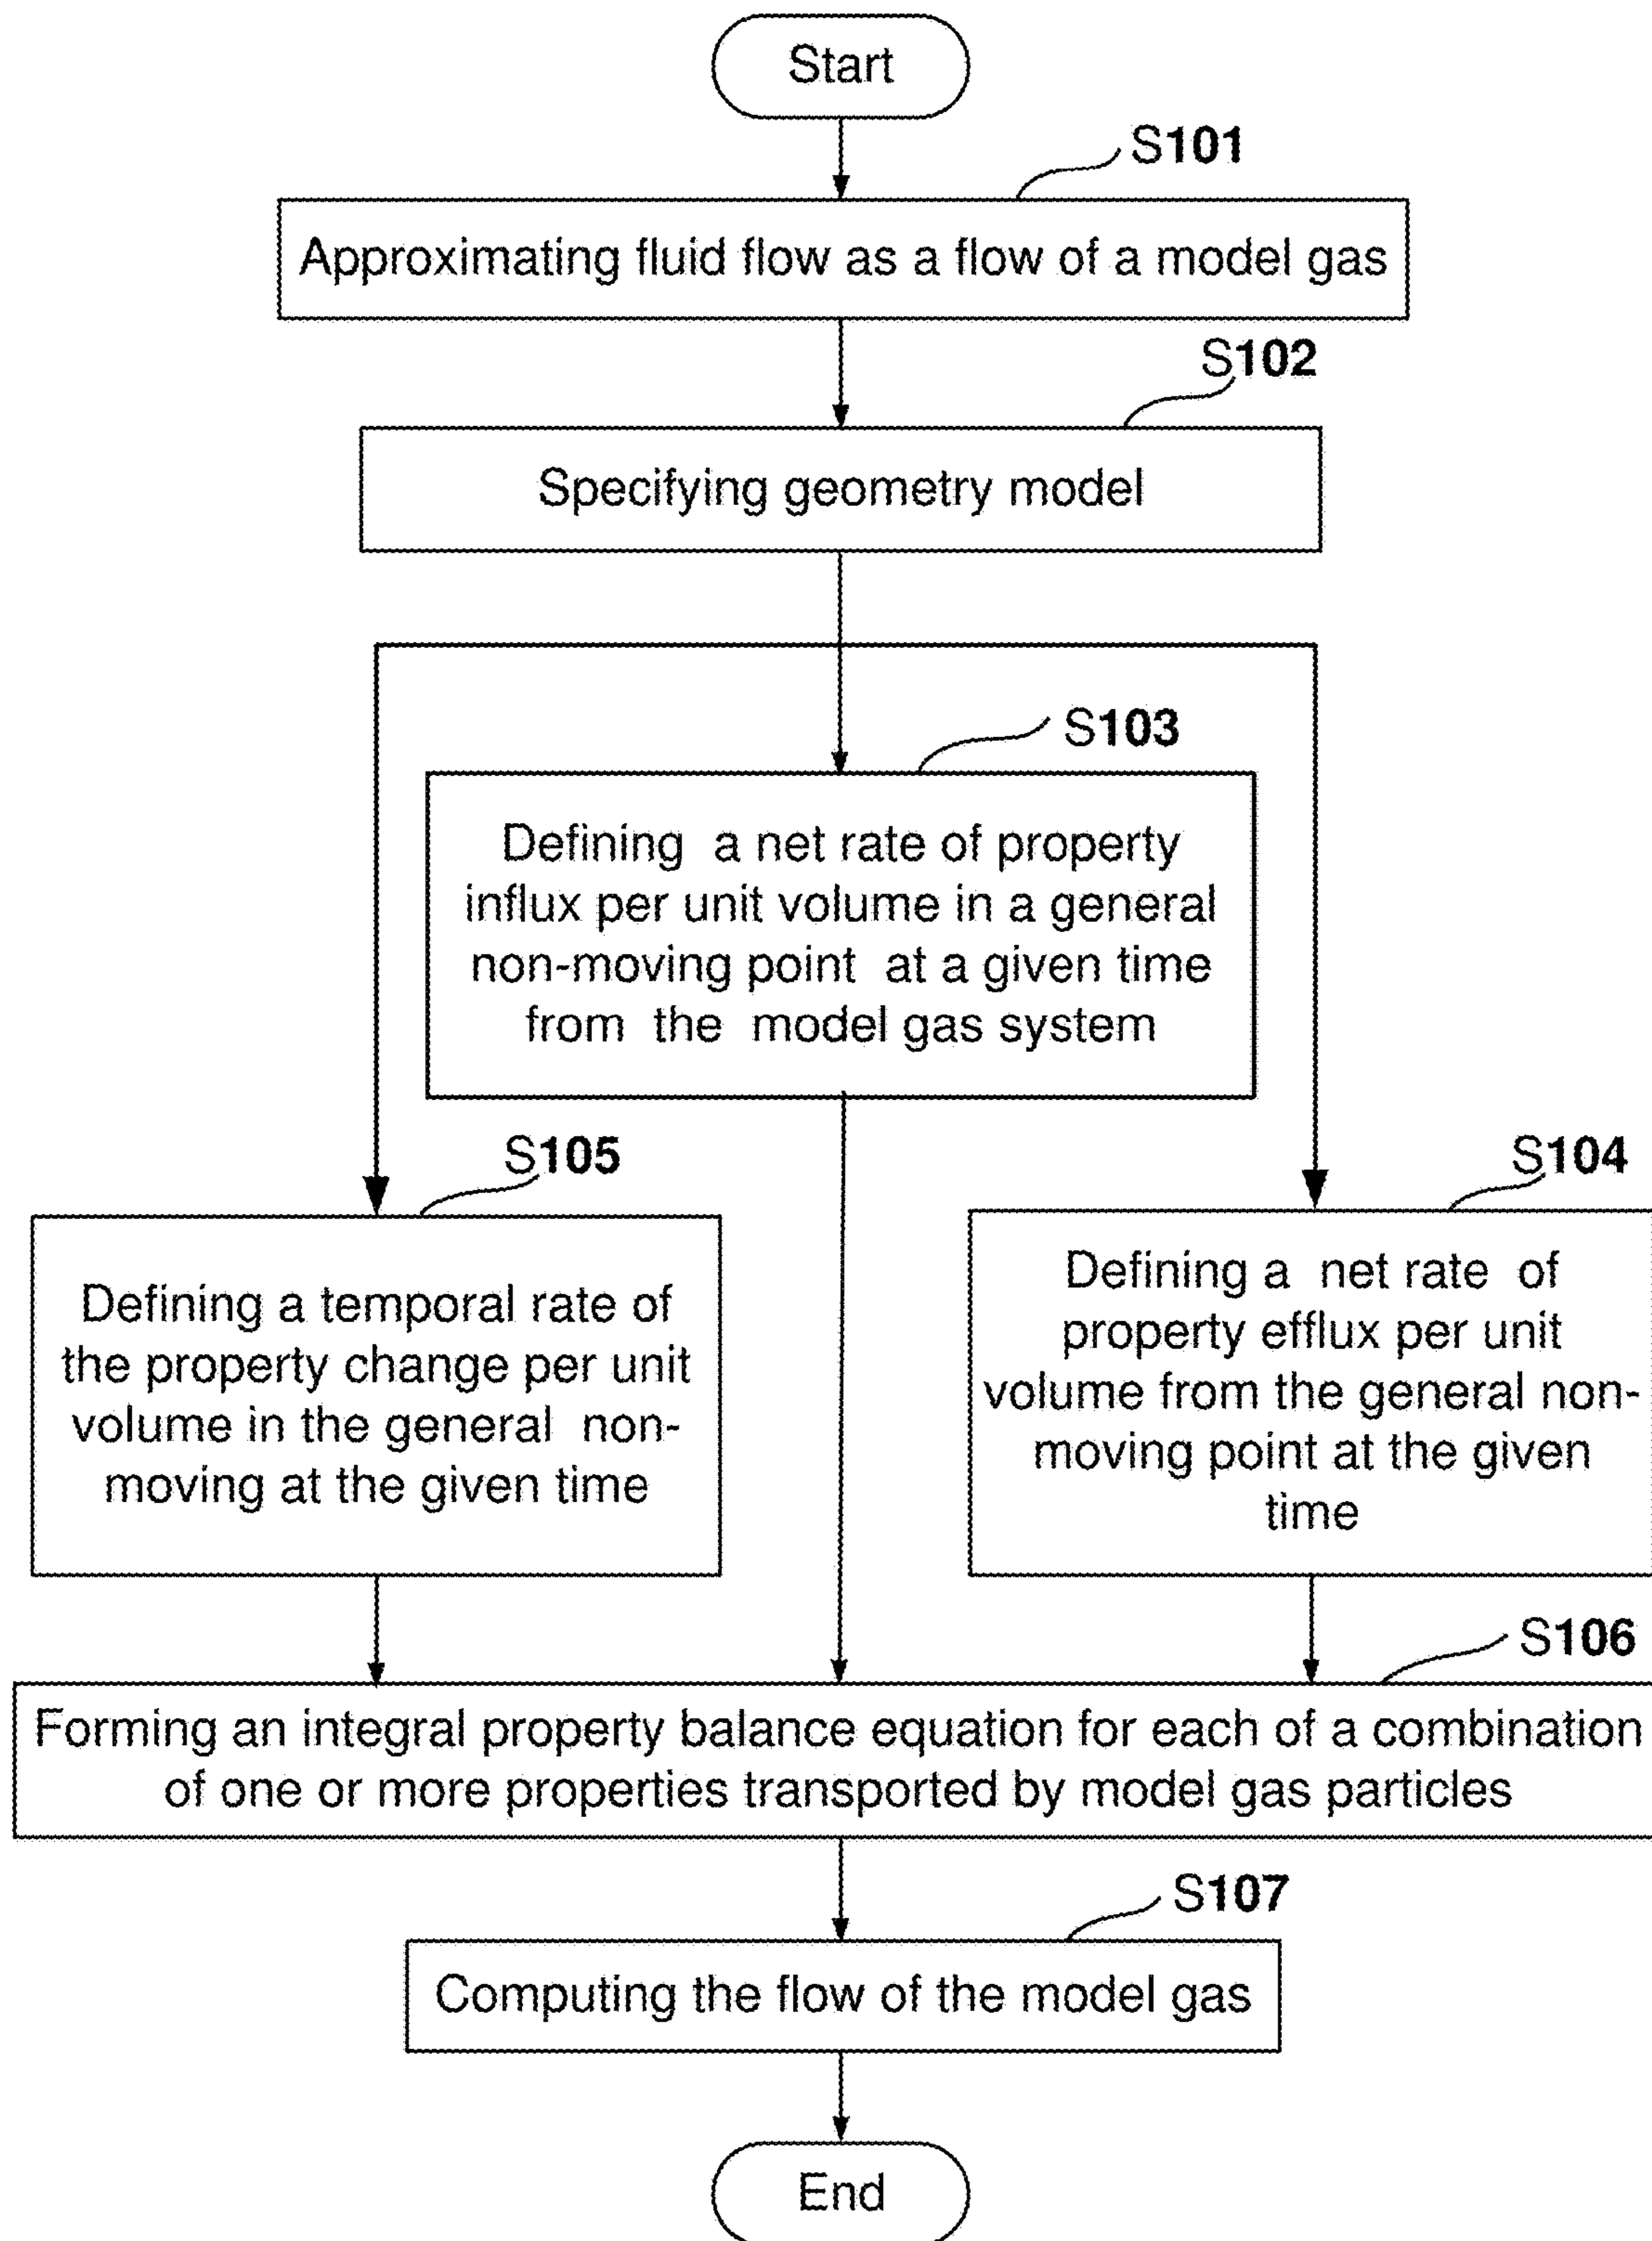 Start
S101
Approximating fluid flow as a flow of a model gas
S102
Specifying geometry model
S103
Defining a net rate of property
influx per unit volume in a general
non-moving point at a given time
from the model gas system
S105
Defining a temporal rate of
the property change per unit
volume in the general non-
moving at the given time
S104
Defining a net rate of
property efflux per unit
volume from the general non-
moving point at the given
time
S106
Forming an integral property balance equation for each of a combination
of one or more properties transported by model gas particles
S107
Computing the flow of the model gas
End